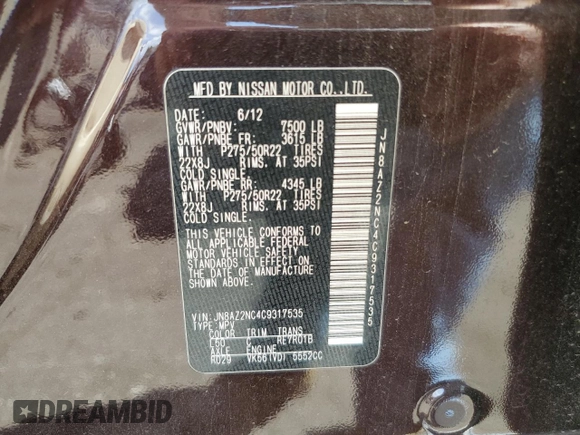 MFD BY NISSAN MOTOR CO.,LTD.
DATE: 6/12
GVWR/PNBV: 7500 LB
GAWR/PNBE FR: 3615 LB
WITH P275/50R22 TIRES
22X8J RIMS. AT 35PSI
COLD SINGLE.
GAWR/PNBE RR: 4345 LB
WITH P275/50R22 TIRES
22X8J RIMS. AT 35PSI
COLD SINGLE.
THIS VEHICLE CONFORMS TO
ALL APPLICABLE FEDERAL
MOTOR VEHICLE SAFETY
STANDARDS IN EFFECT ON
THE DATE OF MANUFACTURE
SHOWN ABOVE.
VIN:JN8AZ2NC4C9317535
TYPE:MPV
COLOR TRIM TRANS
L50 C RE7R01B
AXLE ENGINE
R029 VK56(VD) 5552CC
JN8AZ2NC4C9317535
DREAMBID